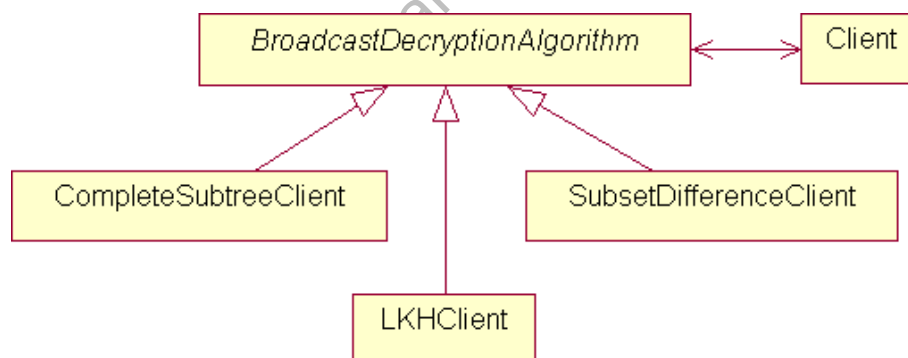 BroadcastDecryptionAlgorithm
Client
CompleteSubtreeClient
SubsetDifferenceClient
LKHClient